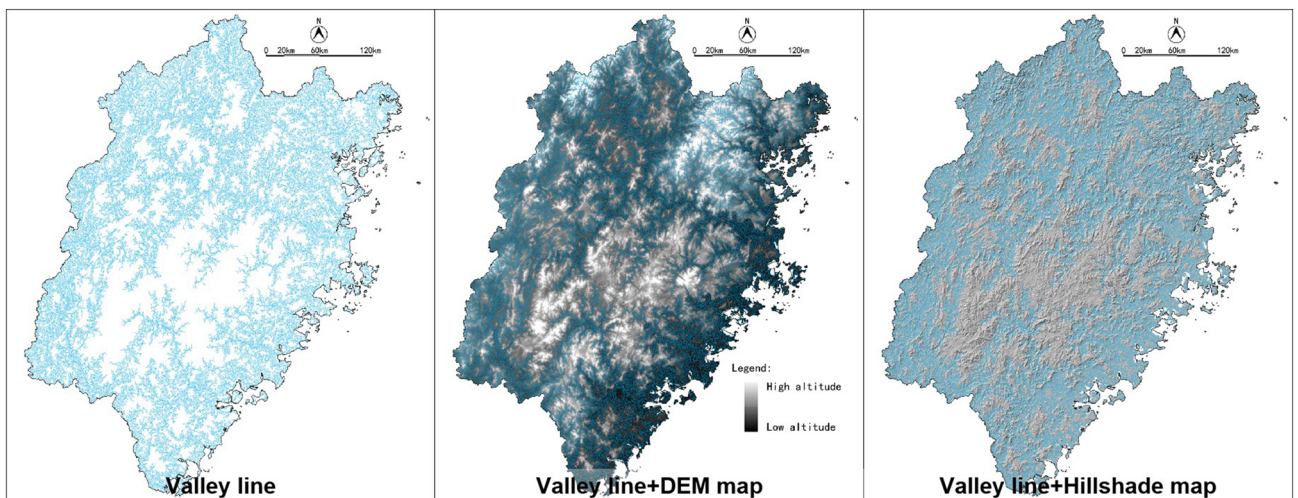 N
0 20km 60km 120km
Valley line
N
0 20km 60km 120km
Legend:
High altitude
Low altitude
Valley line+DEM map
N
0 20km 60km 120km
Valley line+Hillshade map